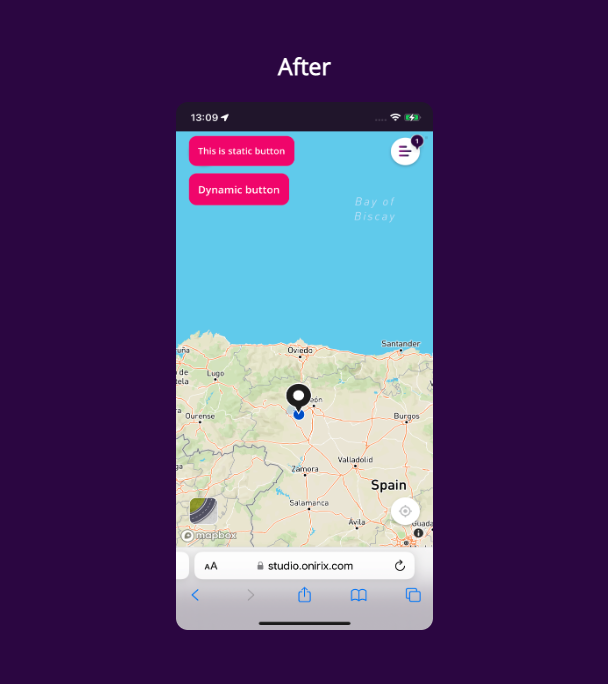 After
13:09
This is static button
1
Dynamic button
Bay of
Biscay
Santander
Oviedo
Lugo
Ourense
Burgos
Valladolid
Zamora
Spain
Salamanca
Ávila
mapbox
AA
studio.onirix.com